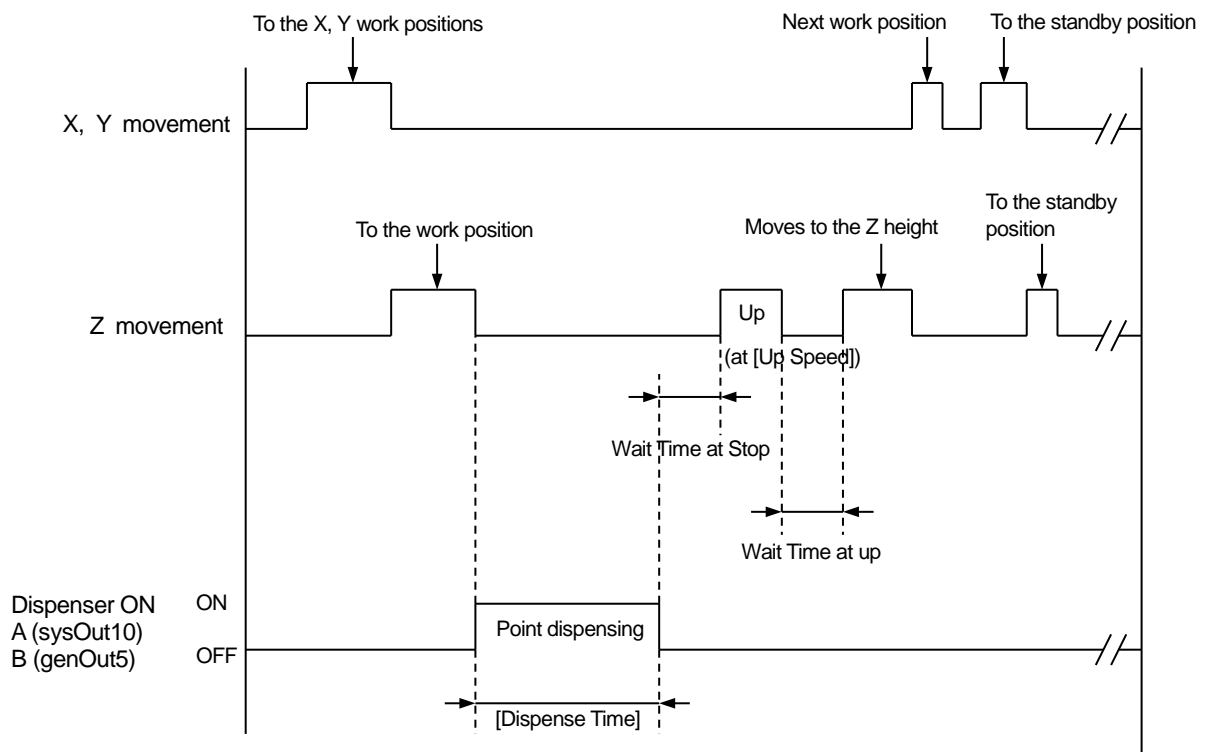 To the X, Y work positions
Next work position
To the standby position
X, Y movement
To the standby
position
To the work position
Moves to the Z height
Z movement
Up
(at [Up Speed])
Wait Time at Stop
Wait Time at up
Dispenser ON
ON
A (sysOut10)
Point dispensing
B (genOut5)
OFF
[Dispense Time]